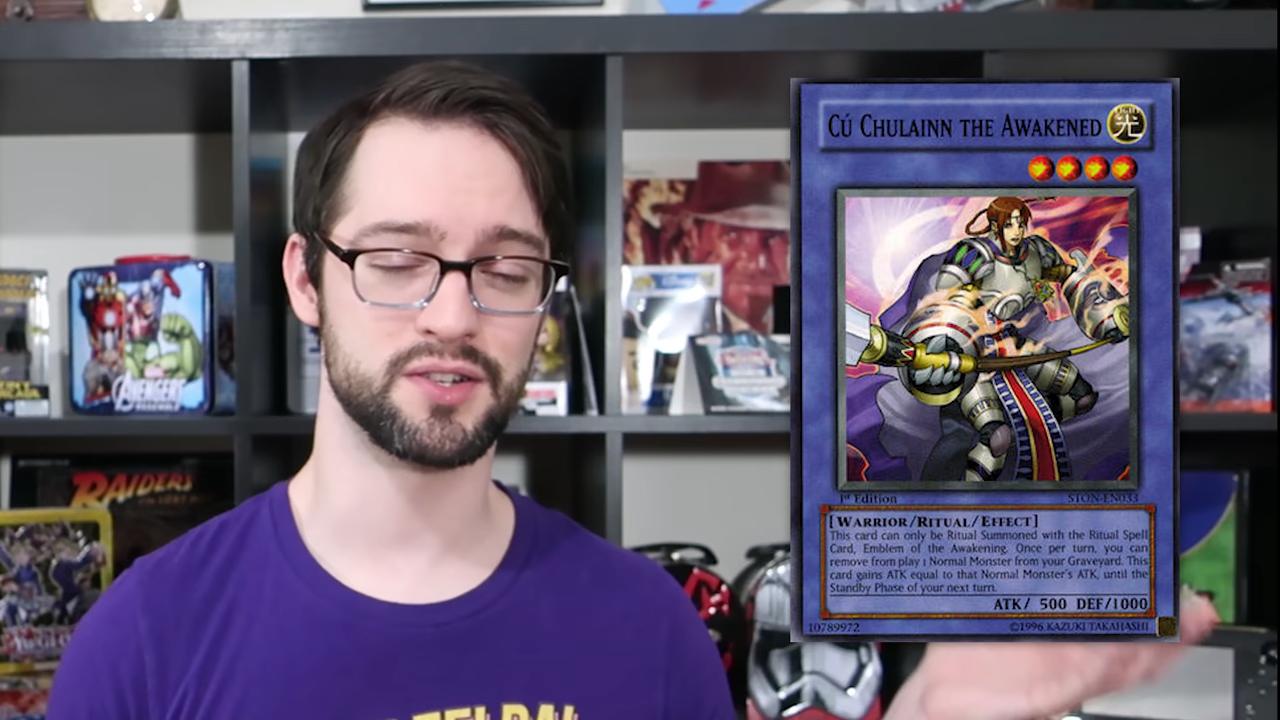 CÚ CHULAINN THE AWAKENED
光
1st Edition
STON-EN033
[WARRIOR/RITUAL/EFFECT]
This card can only be Ritual Summoned with the Ritual Spell
Card, Emblem of the Awakening. Once per turn, you can
remove from play 1 Normal Monster from your Graveyard. This
card gains ATK equal to that Normal Monster's ATK, until the
Standby Phase of your next turn.
ATK/ 500 DEF/1000
10789972
©1996 KAZUKI TAKAHASHI
AVENGERS
RAIDERS